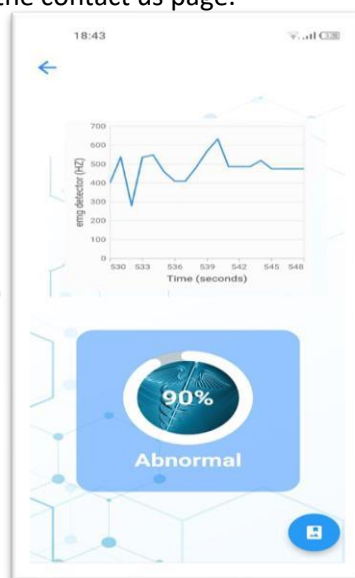 the contact us page.
18:43
700
600
500
400
300
200
100
0
emg detector (HZ)
530 533 536 539 542 545 548
Time (seconds)
90%
Abnormal